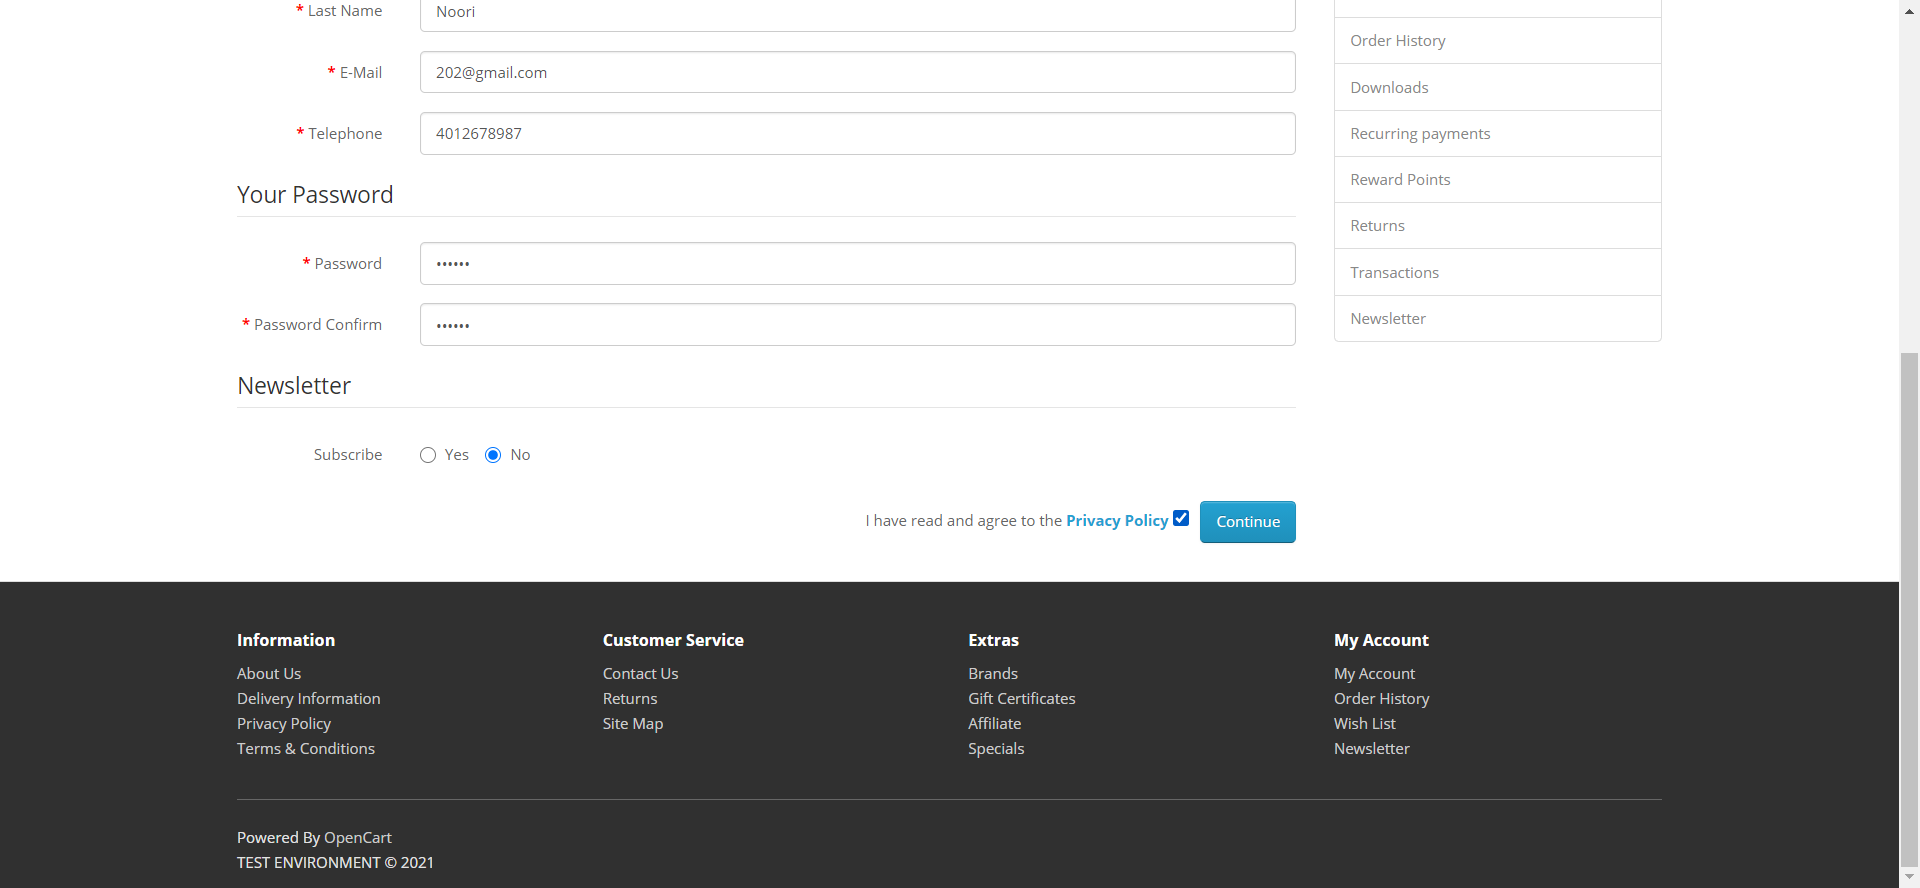 * Last Name
Noori
* E-Mail
202@gmail.com
* Telephone
4012678987
Your Password
* Password
••••••
* Password Confirm
••••••
Newsletter
Subscribe
Yes No
I have read and agree to the Privacy Policy
Continue
Order History
Downloads
Recurring payments
Reward Points
Returns
Transactions
Newsletter
Information
About Us
Delivery Information
Privacy Policy
Terms & Conditions
Customer Service
Contact Us
Returns
Site Map
Extras
Brands
Gift Certificates
Affiliate
Specials
My Account
My Account
Order History
Wish List
Newsletter
Powered By OpenCart
TEST ENVIRONMENT © 2021